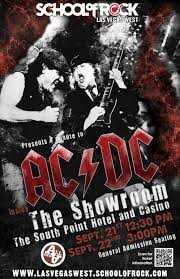 SCHOOL OF ROCK
LAS VEGAS WEST
Presents a Tribute to
AC DC
Inside
The Showroom
The South Point Hotel and Casino
SEPT. 21st 12:30 PM
SEPT. 22nd 3:00PM
General Admission Seating
WWW.LASVEGASWEST.SCHOOLOFROCK.COM